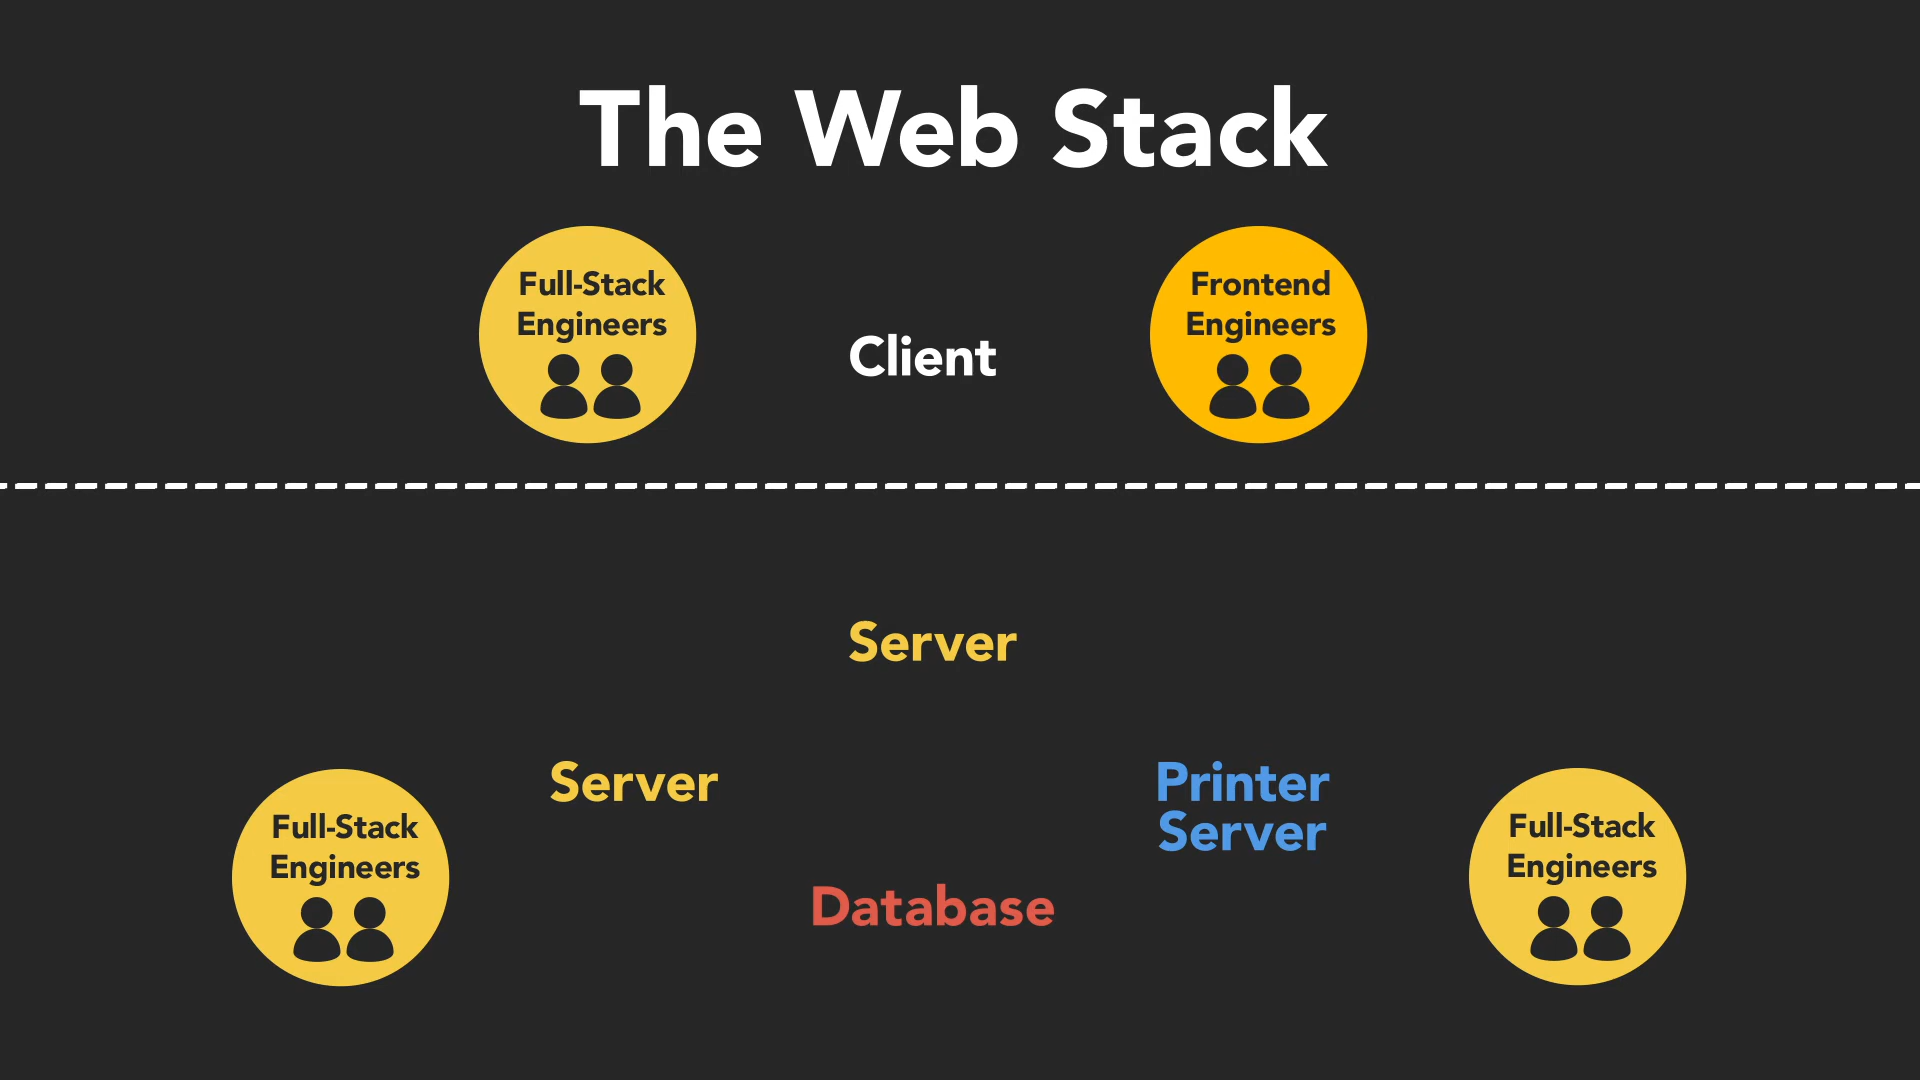 The Web Stack
Full-Stack
Engineers
Client
Frontend
Engineers
Server
Server
Printer
Server
Full-Stack
Engineers
Database
Full-Stack
Engineers